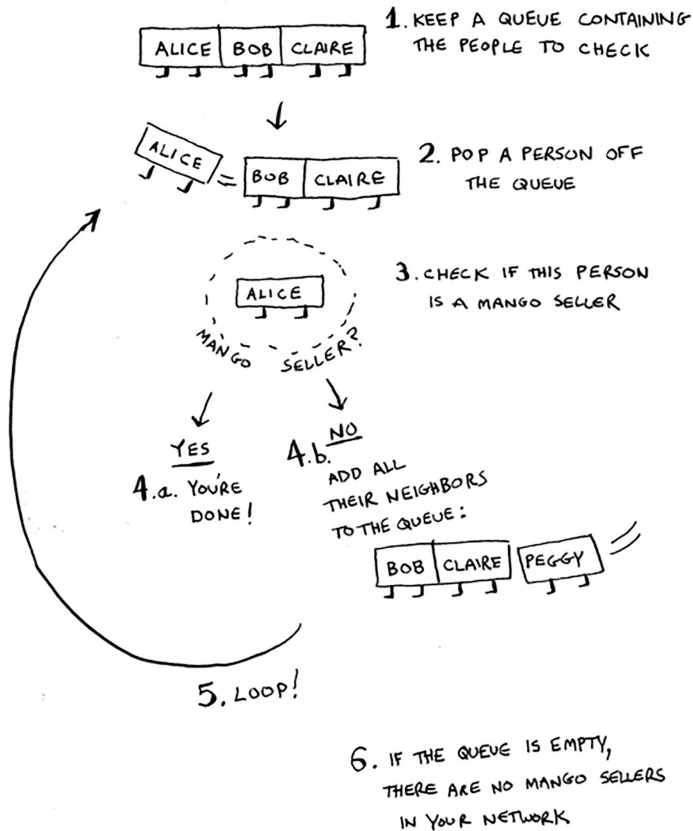 1. KEEP A QUEUE CONTAINING
THE PEOPLE TO CHECK
ALICE BOB CLAIRE
2. POP A PERSON OFF
THE QUEUE
ALICE BOB CLAIRE
3. CHECK IF THIS PERSON
IS A MANGO SELLER
ALICE
MANGO SELLER?
YES
4.a. YOU'RE
DONE!
4.b. NO
ADD ALL
THEIR NEIGHBORS
TO THE QUEUE:
BOB CLAIRE PEGGY
5. LOOP!
6. IF THE QUEUE IS EMPTY,
THERE ARE NO MANGO SELLERS
IN YOUR NETWORK